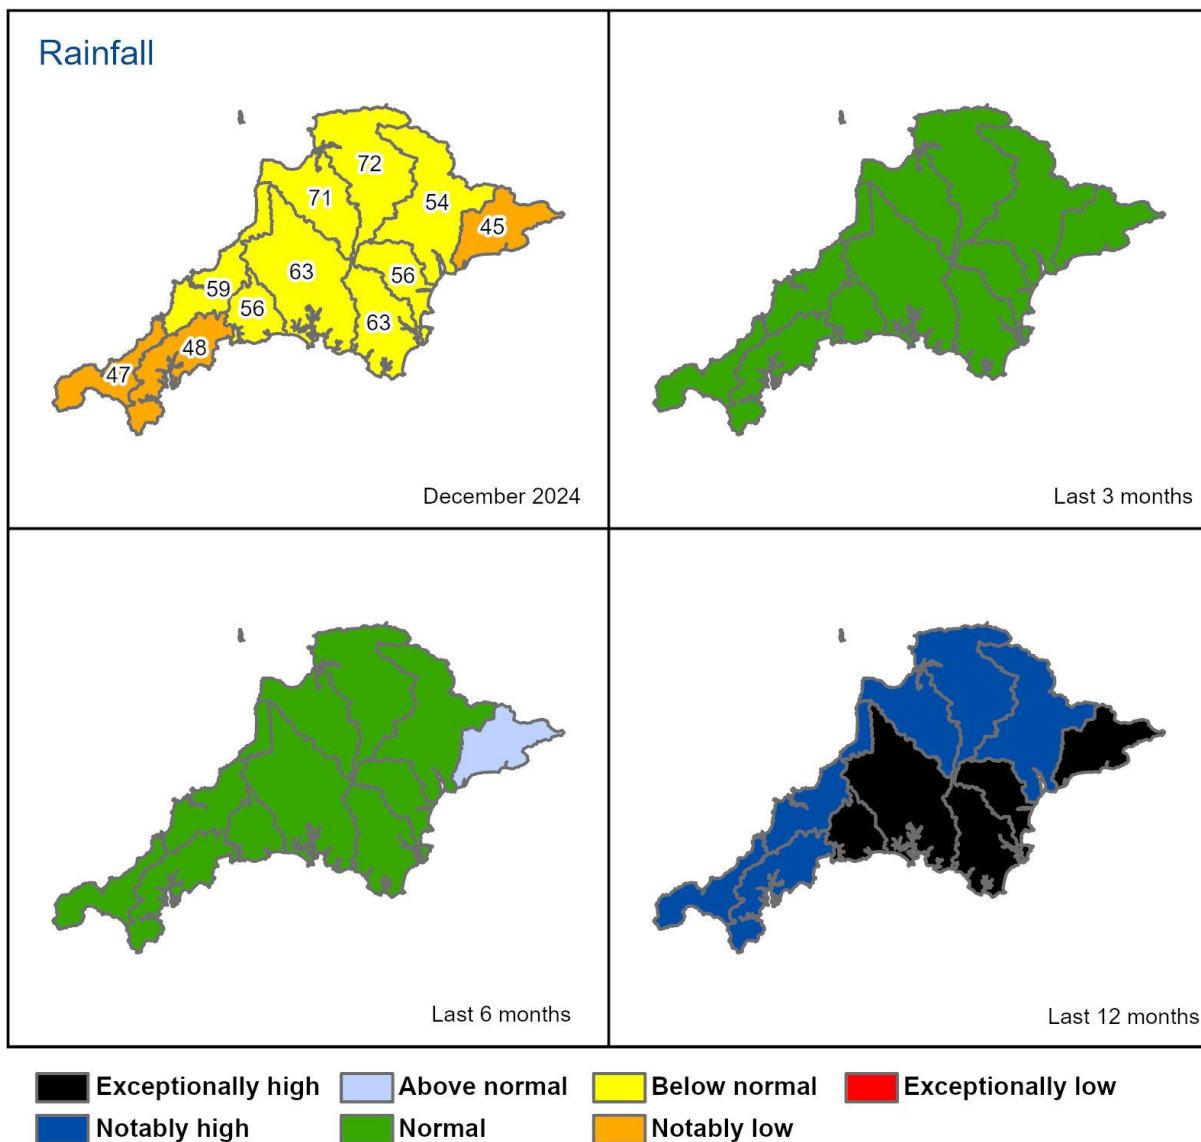 Rainfall
72
71
54
45
63
56
59
56
63
48
47
December 2024
Last 3 months
Last 6 months
Last 12 months
Exceptionally high
Above normal
Below normal
Exceptionally low
Notably high
Normal
Notably low